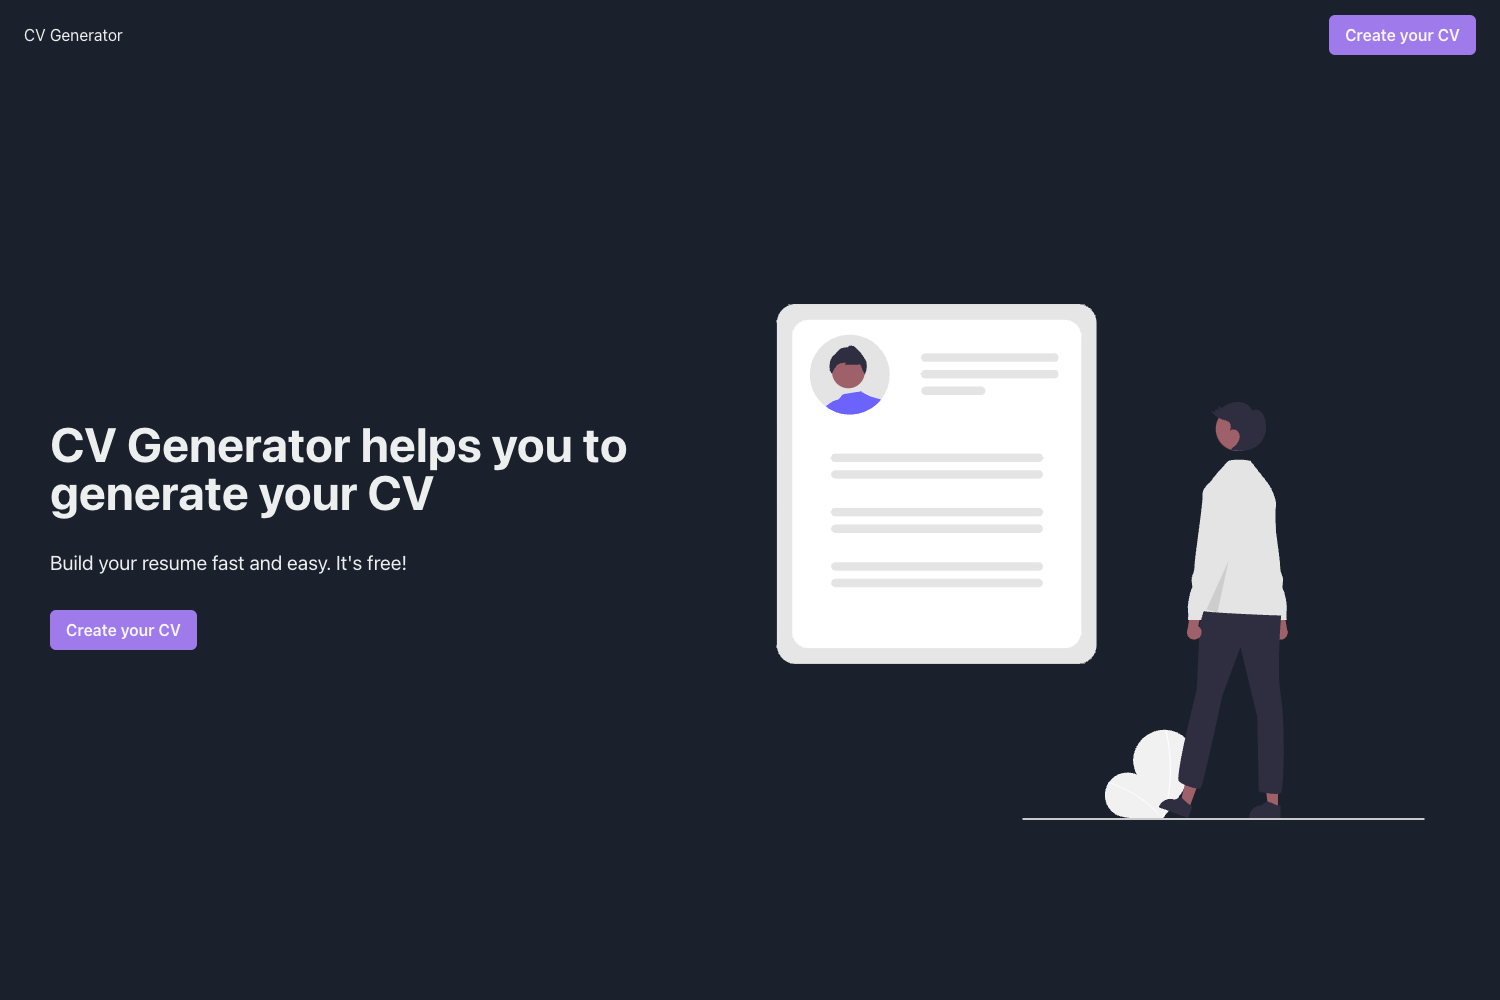 CV Generator
Create your CV
CV Generator helps you to
generate your CV
Build your resume fast and easy. It's free!
Create your CV